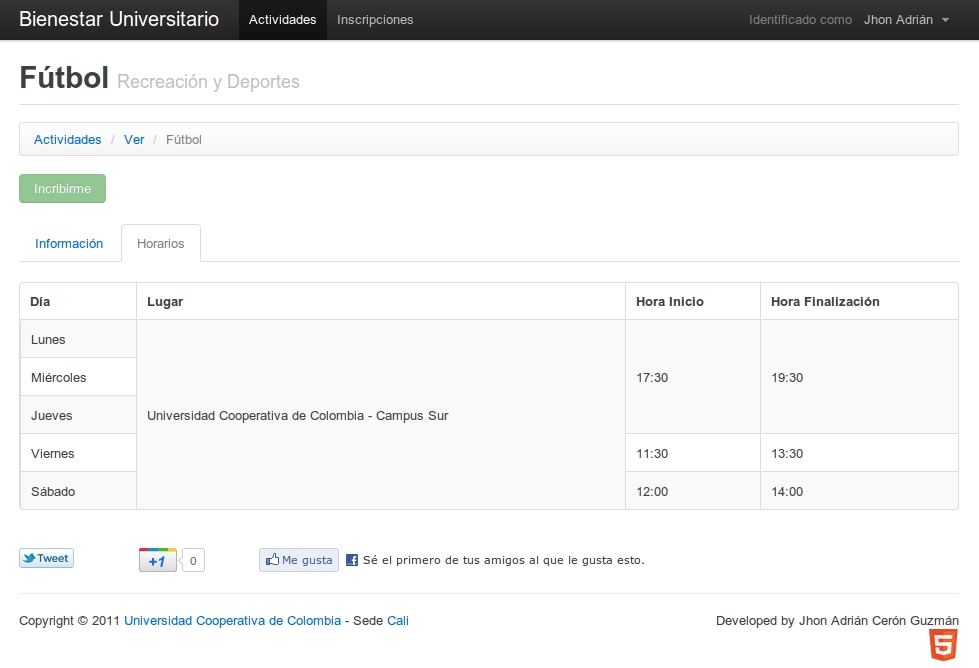 Bienestar Universitario Actividades Inscripciones Identificado como Jhon Adrián
Fútbol Recreación y Deportes
Actividades / Ver / Fútbol
Incribirme
Información Horarios
Día Lugar Hora Inicio Hora Finalización
Lunes
Miércoles 17:30 19:30
Jueves Universidad Cooperativa de Colombia - Campus Sur
Viernes 11:30 13:30
Sábado 12:00 14:00
Tweet +1 0 Me gusta f Sé el primero de tus amigos al que le gusta esto.
Copyright © 2011 Universidad Cooperativa de Colombia - Sede Cali Developed by Jhon Adrián Cerón Guzmán
5